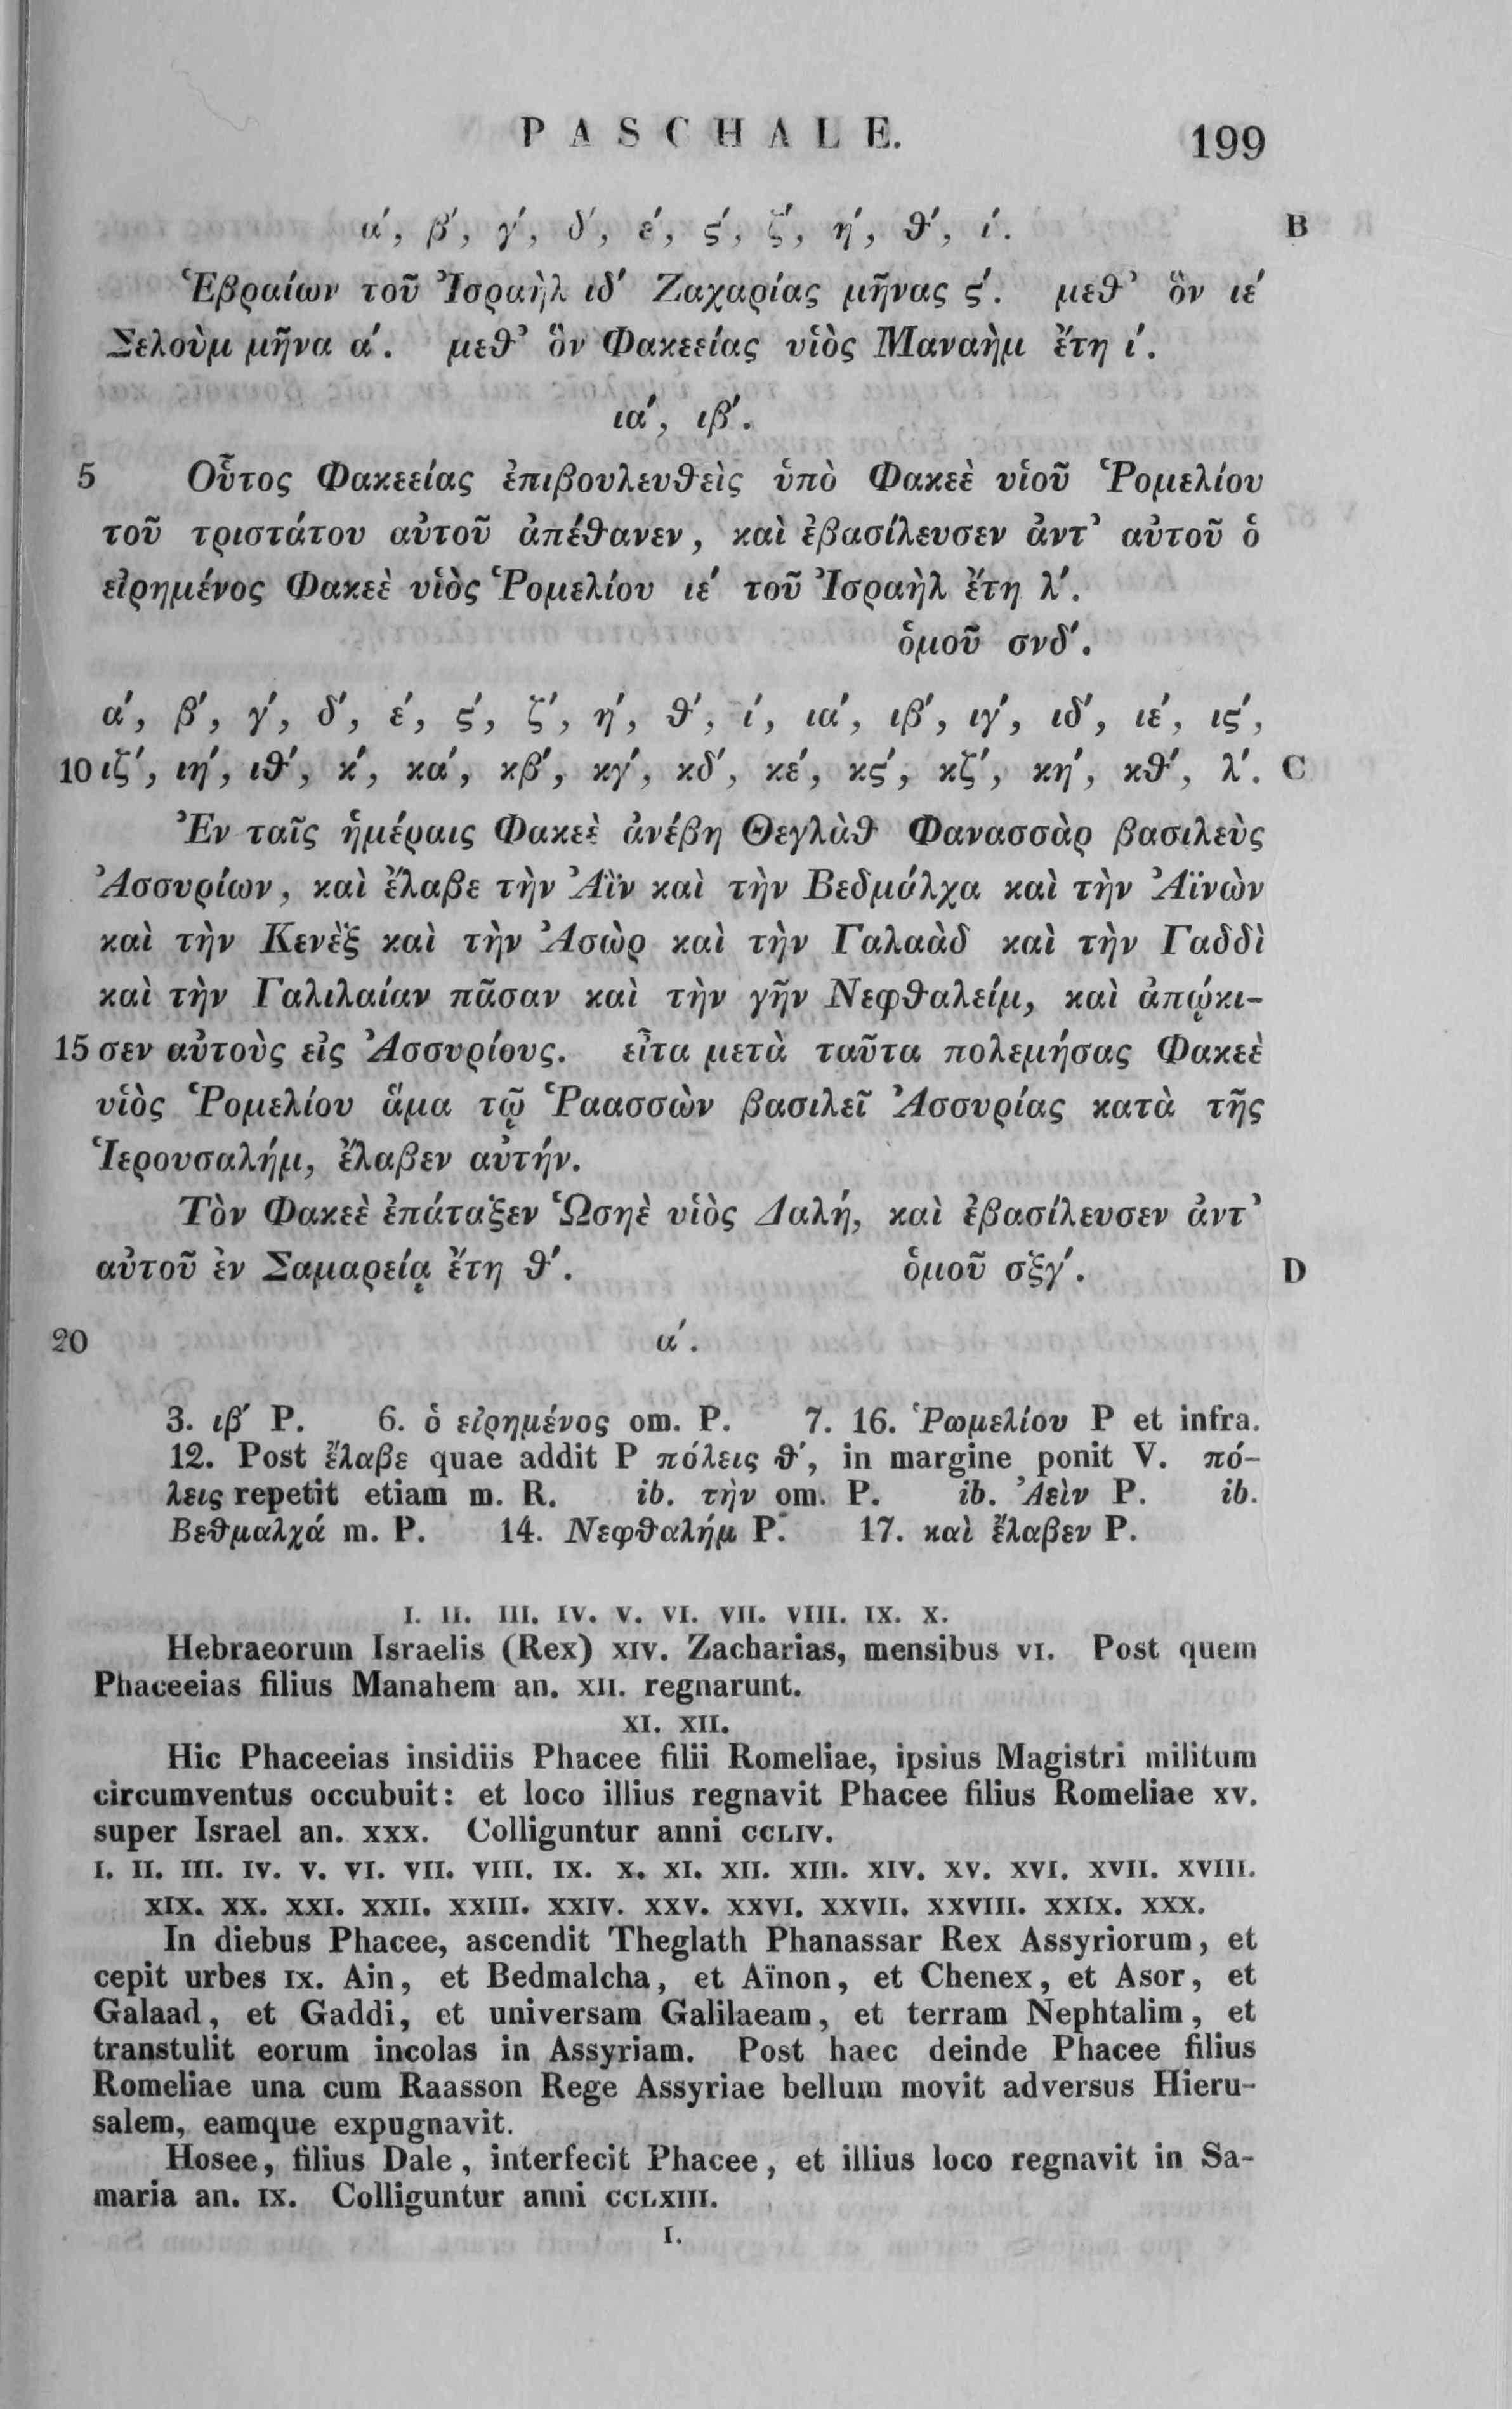 PASCHALE. 199
α΄, β΄, γ΄, δ΄, ε΄, ς΄, ζ΄, η΄, θ΄, ι΄. B
Ἑβραίων τοῦ Ἰσραὴλ ιδ΄ Ζαχαρίας μῆνας ς΄. μεθ᾽ ὃν ιε΄
Σελοὺμ μῆνα α΄. μεθ᾽ ὃν Φακεείας υἱὸς Μαναὴμ ἔτη ι΄.
ια΄, ιβ΄.
5 Οὗτος Φακεείας ἐπιβουλευθεὶς ὑπὸ Φακεὲ υἱοῦ Ῥομελίου
τοῦ τριστάτου αὐτοῦ ἀπέθανεν, καὶ ἐβασίλευσεν ἀντ᾽ αὐτοῦ ὁ
εἰρημένος Φακεὲ υἱὸς Ῥομελίου ιέ τοῦ Ἰσραὴλ ἔτη λ΄.
ὁμοῦ σνδ΄.
α΄, β΄, γ΄, δ΄, ε΄, ς΄, ζ΄, η΄, θ΄, ι΄, ια΄, ιβ΄, ιγ΄, ιδ΄, ιε΄, ις΄,
10 ιζ΄, ιη΄, ιθ΄, κ΄, κα΄, κβ΄, κγ΄, κδ΄, κε΄, κς΄, κζ΄, κη΄, κθ΄, λ΄. C
Ἐν ταῖς ἡμέραις Φακεὲ ἀνέβη Θεγλὰθ Φανασσὰρ βασιλεὺς
Ἀσσυρίων, καὶ ἔλαβε τὴν Ἀῒν καὶ τὴν Βεδμάλχα καὶ τὴν Ἀϊνὼν
καὶ τὴν Κενὲξ καὶ τὴν Ἀσὼρ καὶ τὴν Γαλαὰδ καὶ τὴν Γαδδὶ
καὶ τὴν Γαλιλαίαν πᾶσαν καὶ τὴν γῆν Νεφθαλείμ, καὶ ἀπῴκι-
15 σεν αὐτοὺς εἰς Ἀσσυρίους. εἶτα μετὰ ταῦτα πολεμήσας Φακεὲ
υἱὸς Ῥομελίου ἅμα τῷ Ῥαασσὼν βασιλεῖ Ἀσσυρίας κατὰ τῆς
Ἱερουσαλήμ, ἔλαβεν αὐτήν.
Τὸν Φακεὲ ἐπάταξεν Ὡσηὲ υἱὸς Δαλή, καὶ ἐβασίλευσεν ἀντ᾽
αὐτοῦ ἐν Σαμαρείᾳ ἔτη θ΄. ὁμοῦ σξγ΄. D
20 α΄.
3. ιβ΄ P. 6. ὁ εἰρημένος om. P. 7. 16. Ῥωμελίου P et infra.
12. Post ἔλαβε quae addit P πόλεις θ΄, in margine ponit V. πό-
λεις repetit etiam m. R. ib. τὴν om. P. ib. Ἀεὶν P. ib.
Βεθμαλχά m. P. 14. Νεφθαλήμ P. 17. καὶ ἔλαβεν P.
I. II. III. IV. V. VI. VII. VIII. IX. X.
Hebraeorum Israelis (Rex) XIV. Zacharias, mensibus VI. Post quem
Phaceeias filius Manahem an. XII. regnarunt.
XI. XII.
Hic Phaceeias insidiis Phacee filii Romeliae, ipsius Magistri militum
circumventus occubuit: et loco illius regnavit Phacee filius Romeliae XV.
super Israel an. XXX. Colliguntur anni CCLIV.
I. II. III. IV. V. VI. VII. VIII. IX. X. XI. XII. XIII. XIV. XV. XVI. XVII. XVIII.
XIX. XX. XXI. XXII. XXIII. XXIV. XXV. XXVI. XXVII. XXVIII. XXIX. XXX.
In diebus Phacee, ascendit Theglath Phanassar Rex Assyriorum, et
cepit urbes IX. Ain, et Bedmalcha, et Aïnon, et Chenex, et Asor, et
Galaad, et Gaddi, et universam Galilaeam, et terram Nephtalim, et
transtulit eorum incolas in Assyriam. Post haec deinde Phacee filius
Romeliae una cum Raasson Rege Assyriae bellum movit adversus Hieru-
salem, eamque expugnavit.
Hosee, filius Dale, interfecit Phacee, et illius loco regnavit in Sa-
maria an. IX. Colliguntur anni CCLXIII.
I.